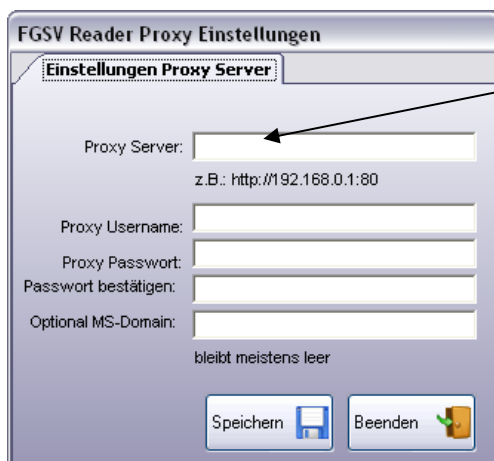 FGSV Reader Proxy Einstellungen
Einstellungen Proxy Server
Proxy Server:
z.B.: http://192.168.0.1:80
Proxy Username:
Proxy Passwort:
Passwort bestätigen:
Optional MS-Domain:
bleibt meistens leer
Speichern
Beenden